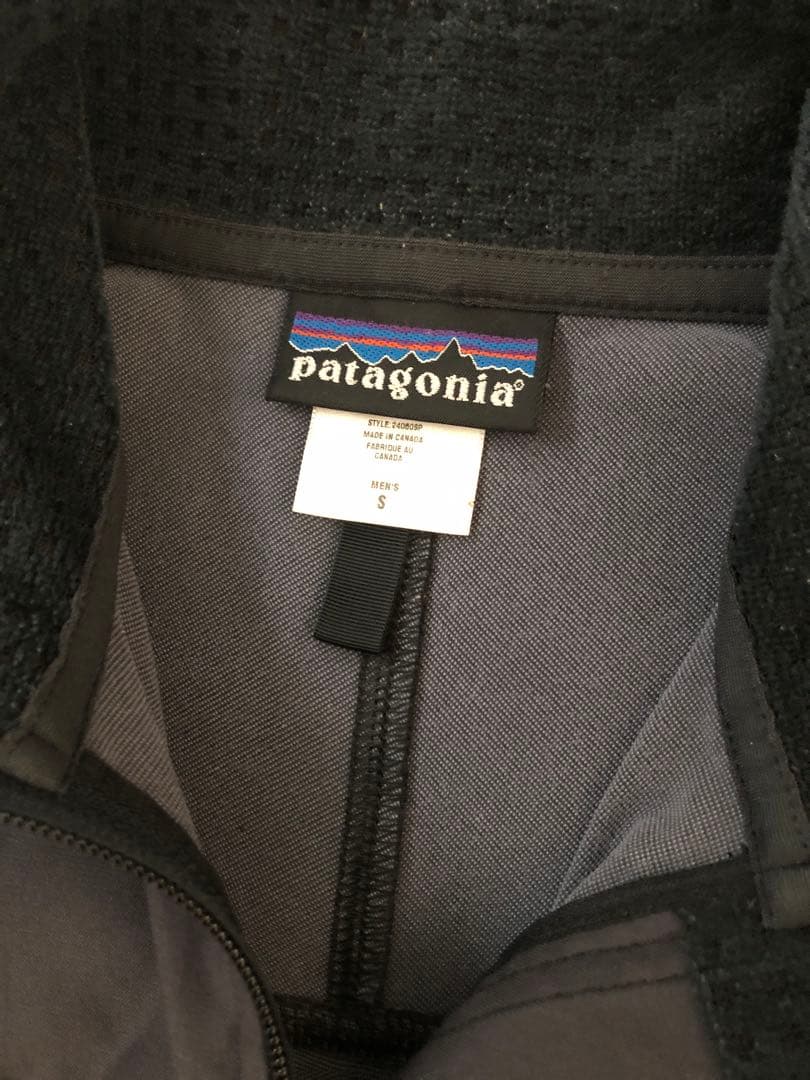 patagonia®
STYLE: 24060SP
MADE IN CANADA
FABRIQUE AU
CANADA
MEN'S
S